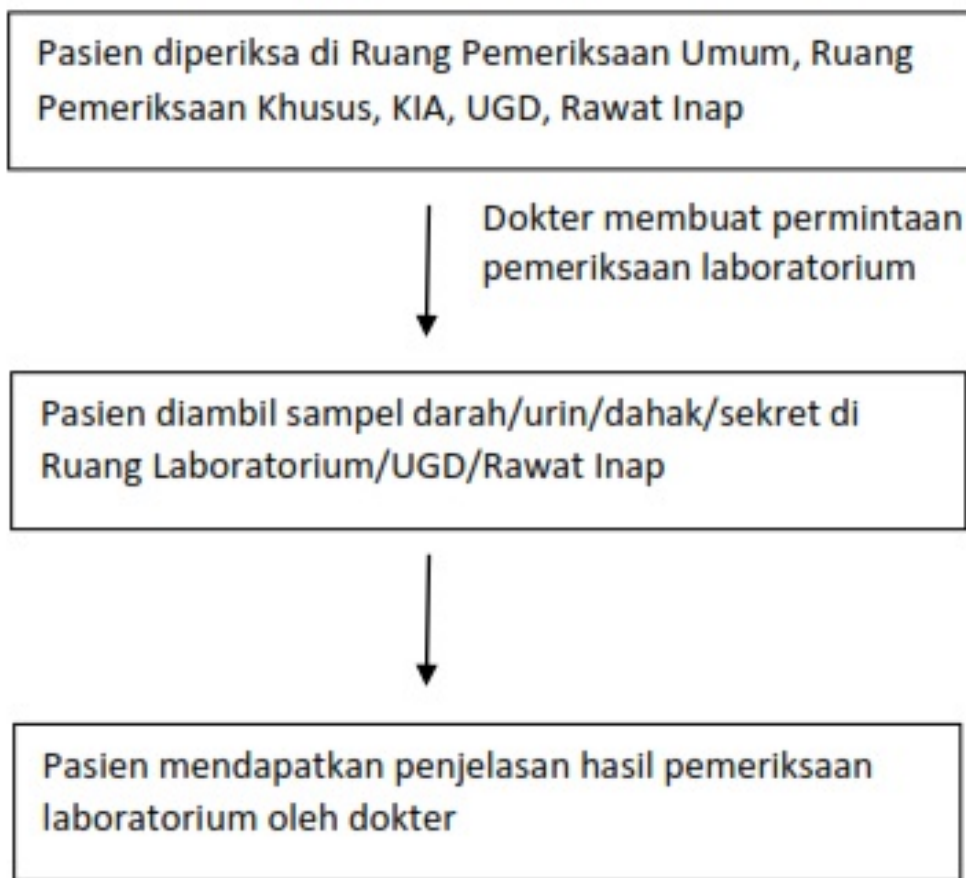 Pasien diperiksa di Ruang Pemeriksaan Umum, Ruang
Pemeriksaan Khusus, KIA, UGD, Rawat Inap
Dokter membuat permintaan
pemeriksaan laboratorium
Pasien diambil sampel darah/urin/dahak/sekret di
Ruang Laboratorium/UGD/Rawat Inap
Pasien mendapatkan penjelasan hasil pemeriksaan
laboratorium oleh dokter